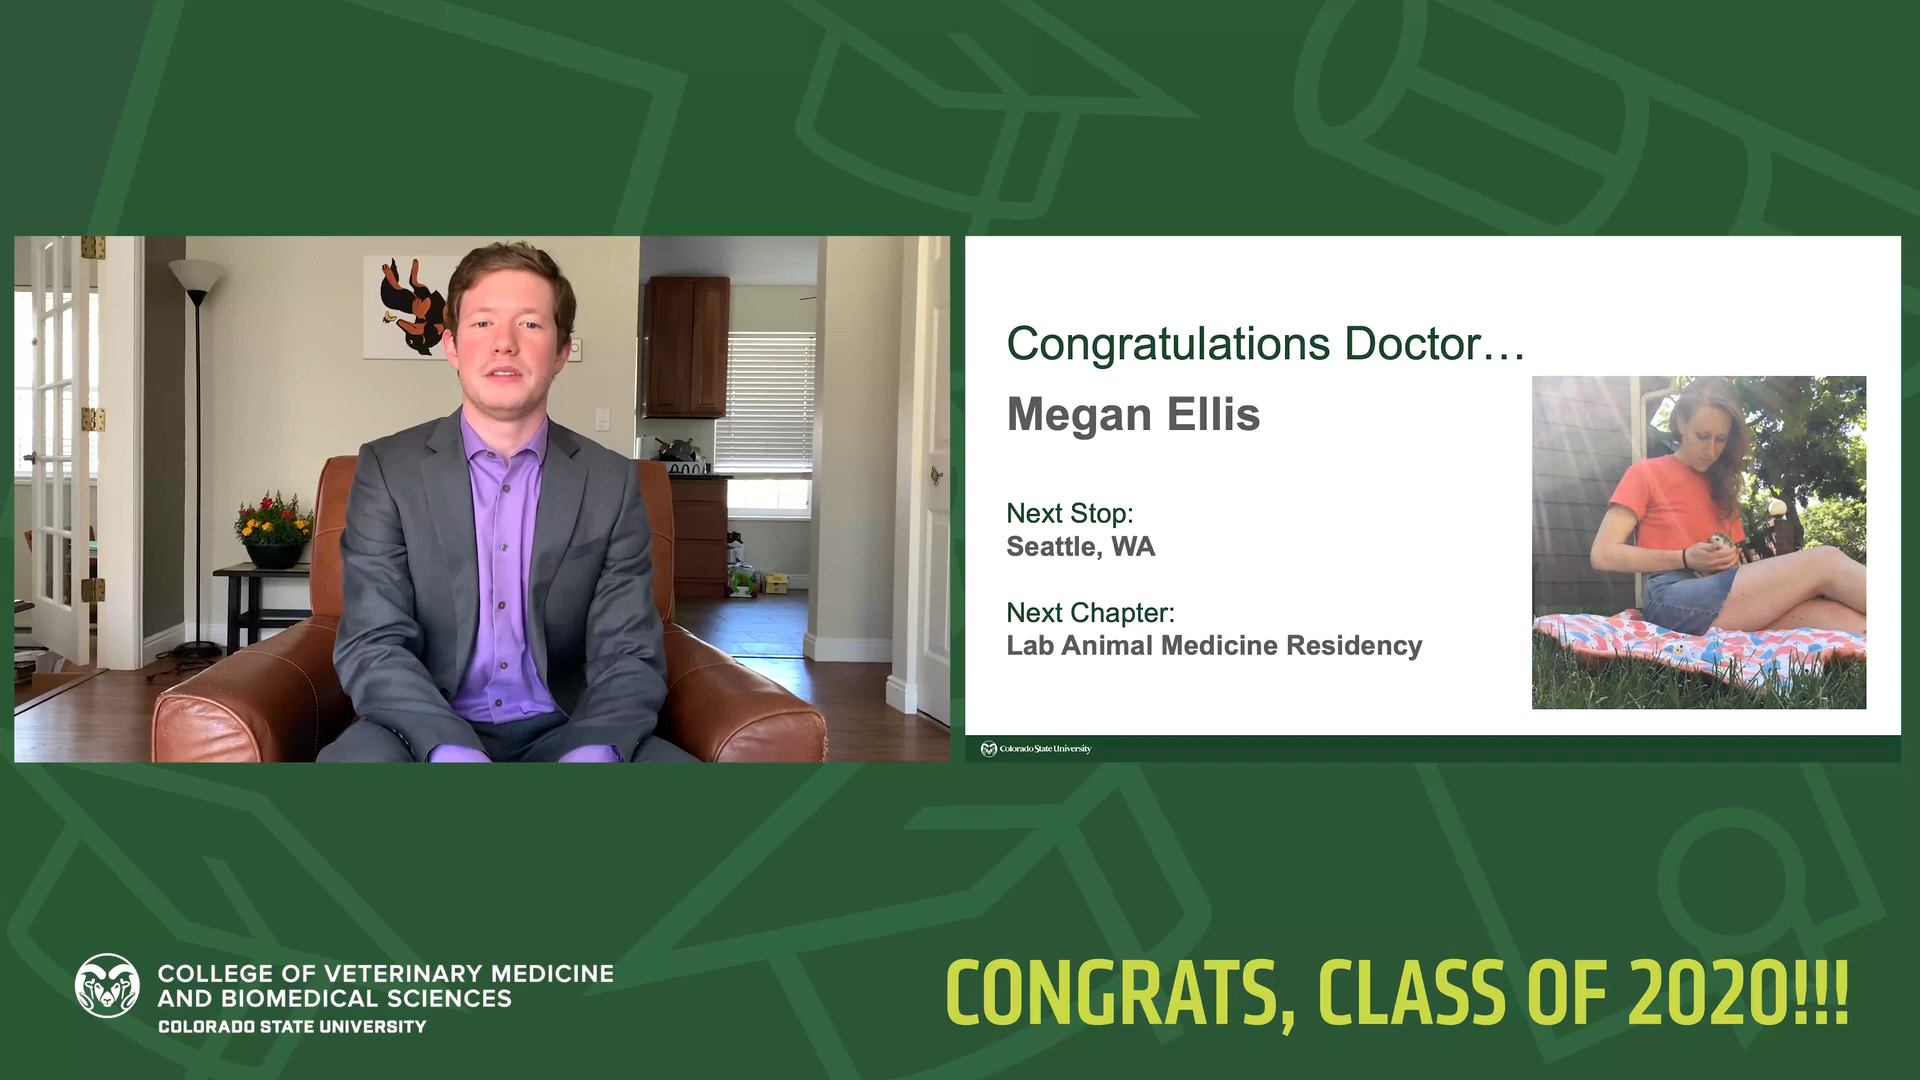 Congratulations Doctor…
Megan Ellis
Next Stop:
Seattle, WA
Next Chapter:
Lab Animal Medicine Residency
Colorado State University
COLLEGE OF VETERINARY MEDICINE
AND BIOMEDICAL SCIENCES
COLORADO STATE UNIVERSITY
CONGRATS, CLASS OF 2020!!!